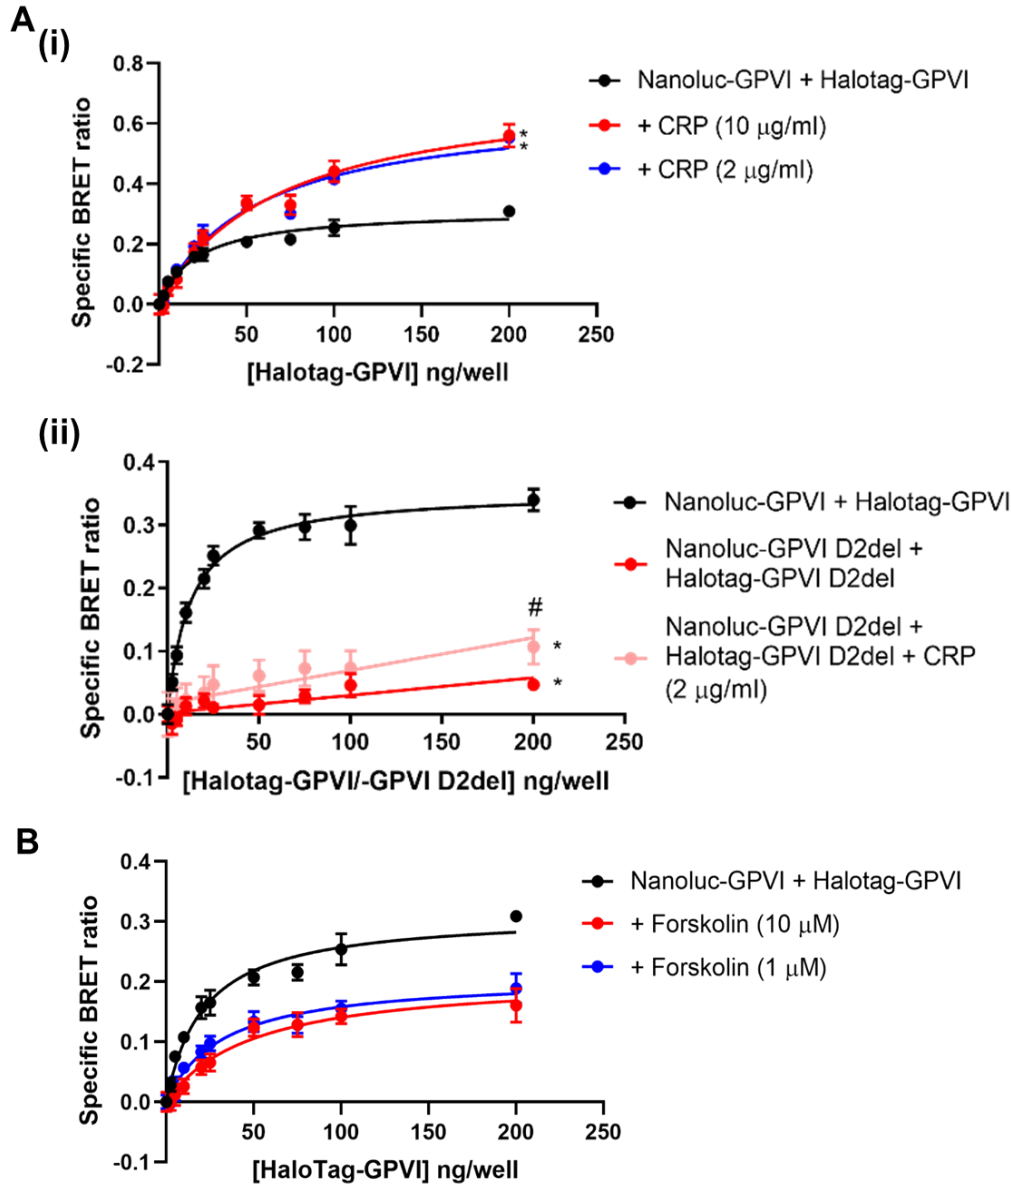 A
(i)
0.8
0.6
0.4
0.2
0.0
-0.2
50
100
150
200
250
Specific BRET ratio
[Halotag-GPVI] ng/well
*
*
Nanoluc-GPVI + Halotag-GPVI
+ CRP (10 μg/ml)
+ CRP (2 μg/ml)
(ii)
0.4
0.3
0.2
0.1
0.0
-0.1
50
100
150
200
250
Specific BRET ratio
[Halotag-GPVI/-GPVI D2del] ng/well
#
*
*
Nanoluc-GPVI + Halotag-GPVI
Nanoluc-GPVI D2del +
Halotag-GPVI D2del
Nanoluc-GPVI D2del +
Halotag-GPVI D2del + CRP
(2 μg/ml)
B
0.4
0.3
0.2
0.1
0.0
-0.1
50
100
150
200
250
Specific BRET ratio
[HaloTag-GPVI] ng/well
Nanoluc-GPVI + Halotag-GPVI
+ Forskolin (10 μM)
+ Forskolin (1 μM)